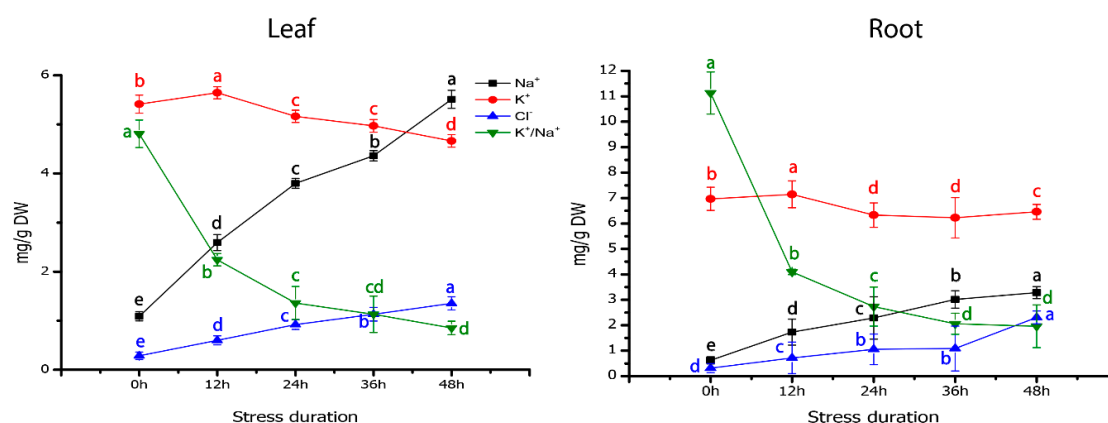 Leaf
Root
6
4
2
0
mg/g DW
0h
12h
24h
36h
48h
Stress duration
b
a
c
c
d
a
b
c
cd
d
e
d
c
b
a
e
d
c
b
a
Na⁺
K⁺
Cl⁻
K⁺/Na⁺
12
11
10
9
8
7
6
5
4
3
2
1
0
mg/g DW
0h
12h
24h
36h
48h
Stress duration
a
b
c
d
d
b
a
d
d
c
e
d
c
b
a
d
c
b
b
a